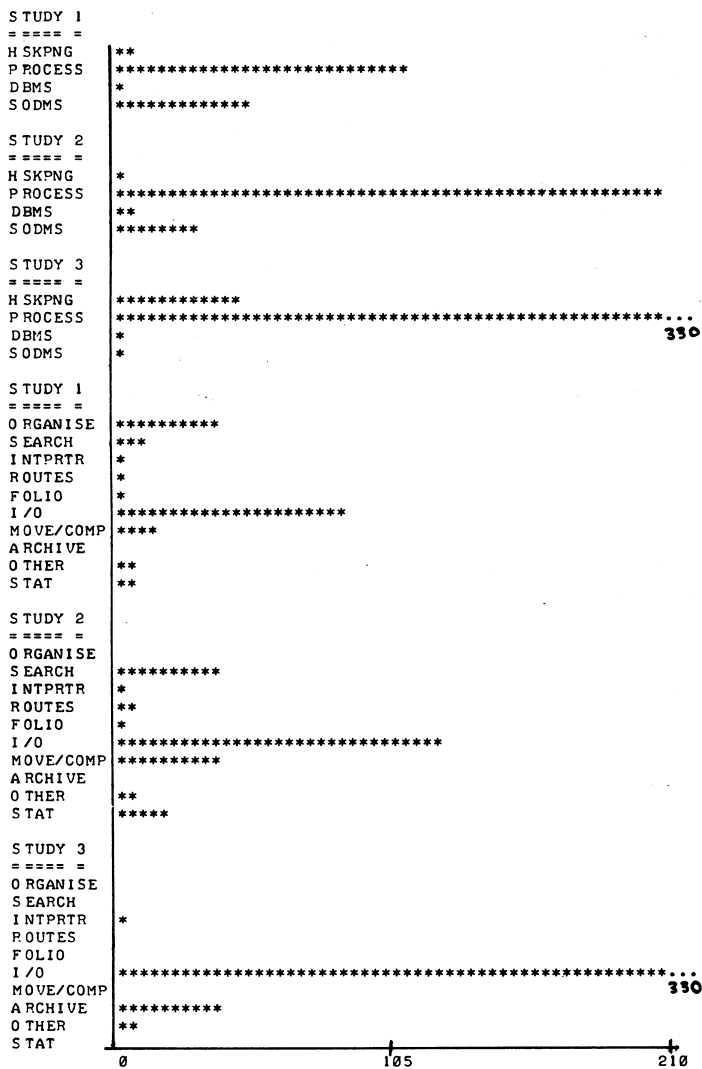 STUDY 1
===== =
HSKPNG **
PROCESS ****************************
DBMS *
SODMS *************
STUDY 2
===== =
HSKPNG *
PROCESS *****************************************************
DBMS **
SODMS ********
STUDY 3
===== =
HSKPNG ************
PROCESS *****************************************************...
DBMS * 330
SODMS *
STUDY 1
===== =
ORGANISE **********
SEARCH ***
INTPRTR *
ROUTES *
FOLIO *
I/O **********************
MOVE/COMP ****
ARCHIVE
OTHER **
STAT **
STUDY 2
===== =
ORGANISE
SEARCH **********
INTPRTR *
ROUTES **
FOLIO *
I/O *******************************
MOVE/COMP **********
ARCHIVE
OTHER **
STAT *****
STUDY 3
===== =
ORGANISE
SEARCH
INTPRTR *
ROUTES
FOLIO
I/O *****************************************************...
MOVE/COMP 330
ARCHIVE **********
OTHER **
STAT
0 105 210